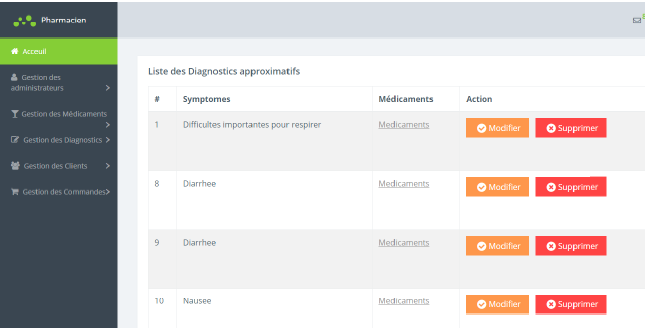 Pharmacien
Acceuil
Gestion des
administrateurs
Gestion des Médicaments
Gestion des Diagnostics
Gestion des Clients
Gestion des Commandes
Liste des Diagnostics approximatifs
# Symptomes Médicaments Action
1 Difficultes importantes pour respirer Medicaments Modifier Supprimer
8 Diarrhee Medicaments Modifier Supprimer
9 Diarrhee Medicaments Modifier Supprimer
10 Nausee Medicaments Modifier Supprimer